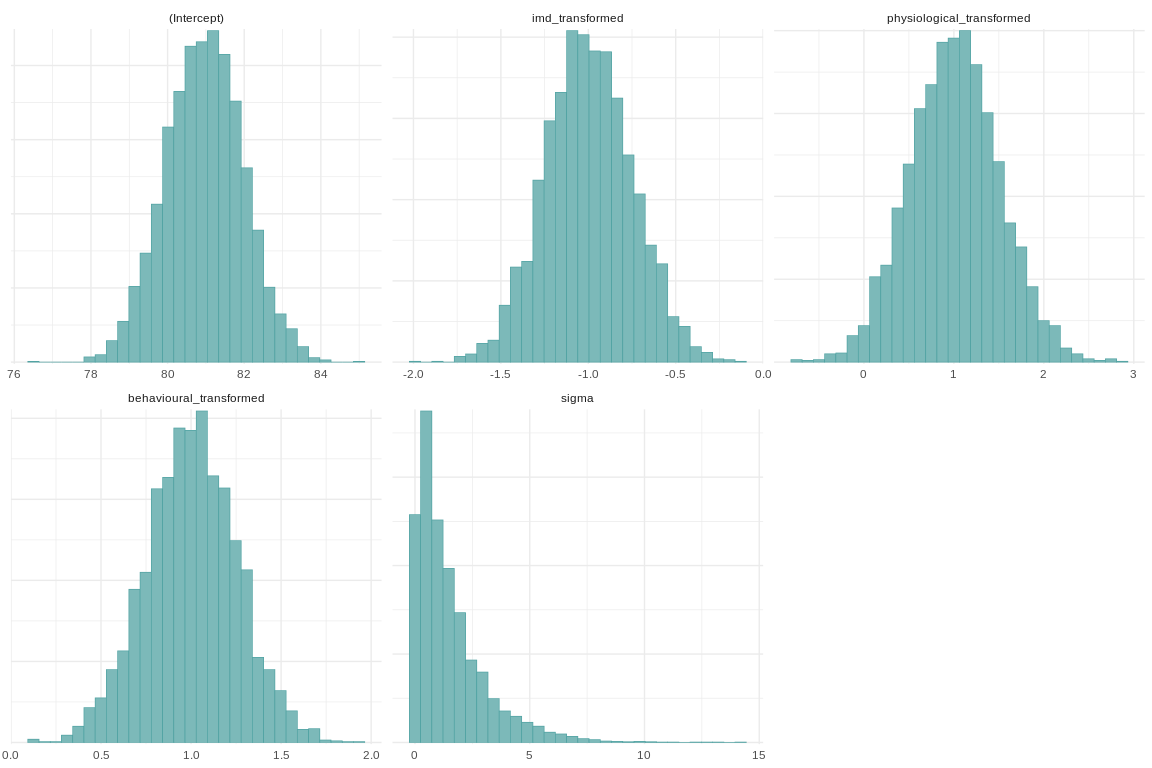 (Intercept)
imd_transformed
physiological_transformed
76 78 80 82 84
-2.0 -1.5 -1.0 -0.5 0.0
0 1 2 3
behavioural_transformed
sigma
0.0 0.5 1.0 1.5 2.0
0 5 10 15